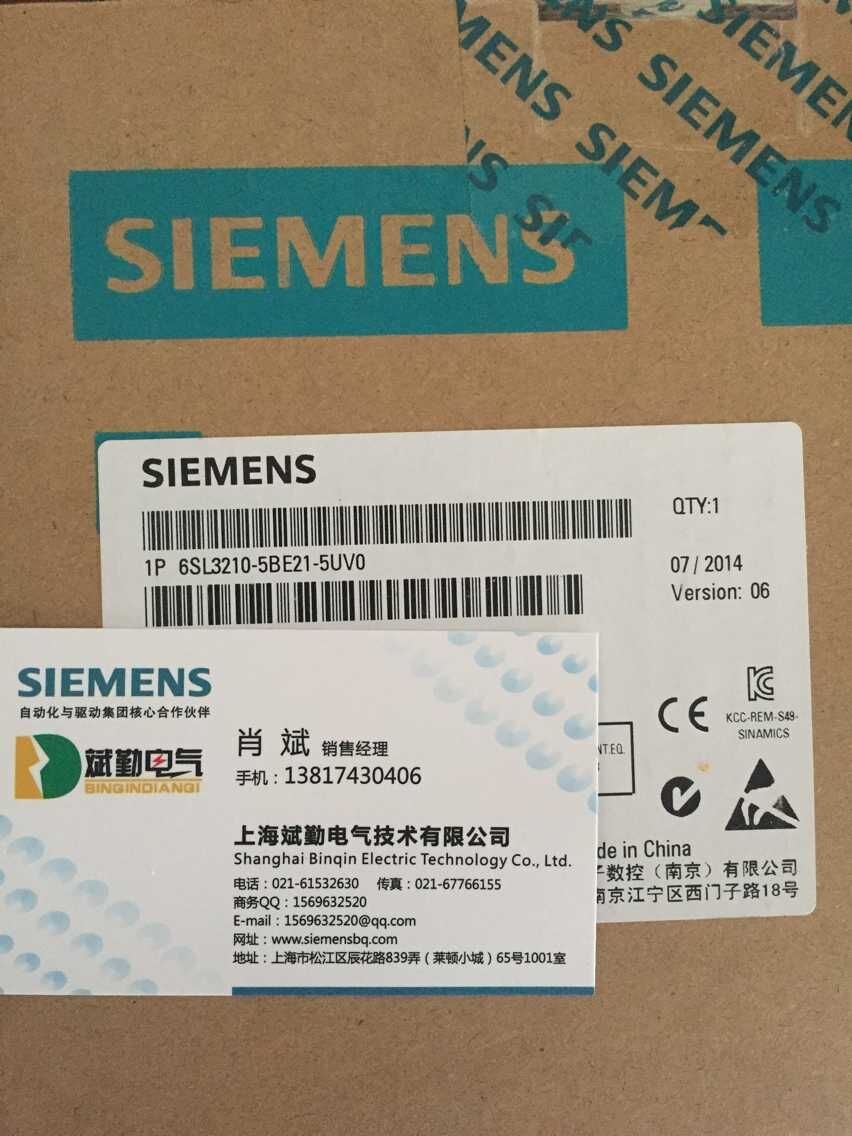 SIEMENS
SIEMENS
SIEMENS
SIEMENS
SIEMENS
QTY:1
1P 6SL3210-5BE21-5UV0
07/2014
Version: 06
CE
KCC-REM-S49-
SINAMICS
NT.EQ.
de in China
数控（南京）有限公司
南京江宁区西门子路18号
SIEMENS
自动化与驱动集团核心合作伙伴
斌勤电气
BINGINDIANQI
肖 斌 销售经理
手机：13817430406
上海斌勤电气技术有限公司
Shanghai Binqin Electric Technology Co., Ltd.
电话：021-61532630 传真：021-67766155
商务QQ：1569632520
E-mail：1569632520@qq.com
网址：www.siemensbq.com
地址：上海市松江区辰花路839弄（莱顿小城）65号1001室